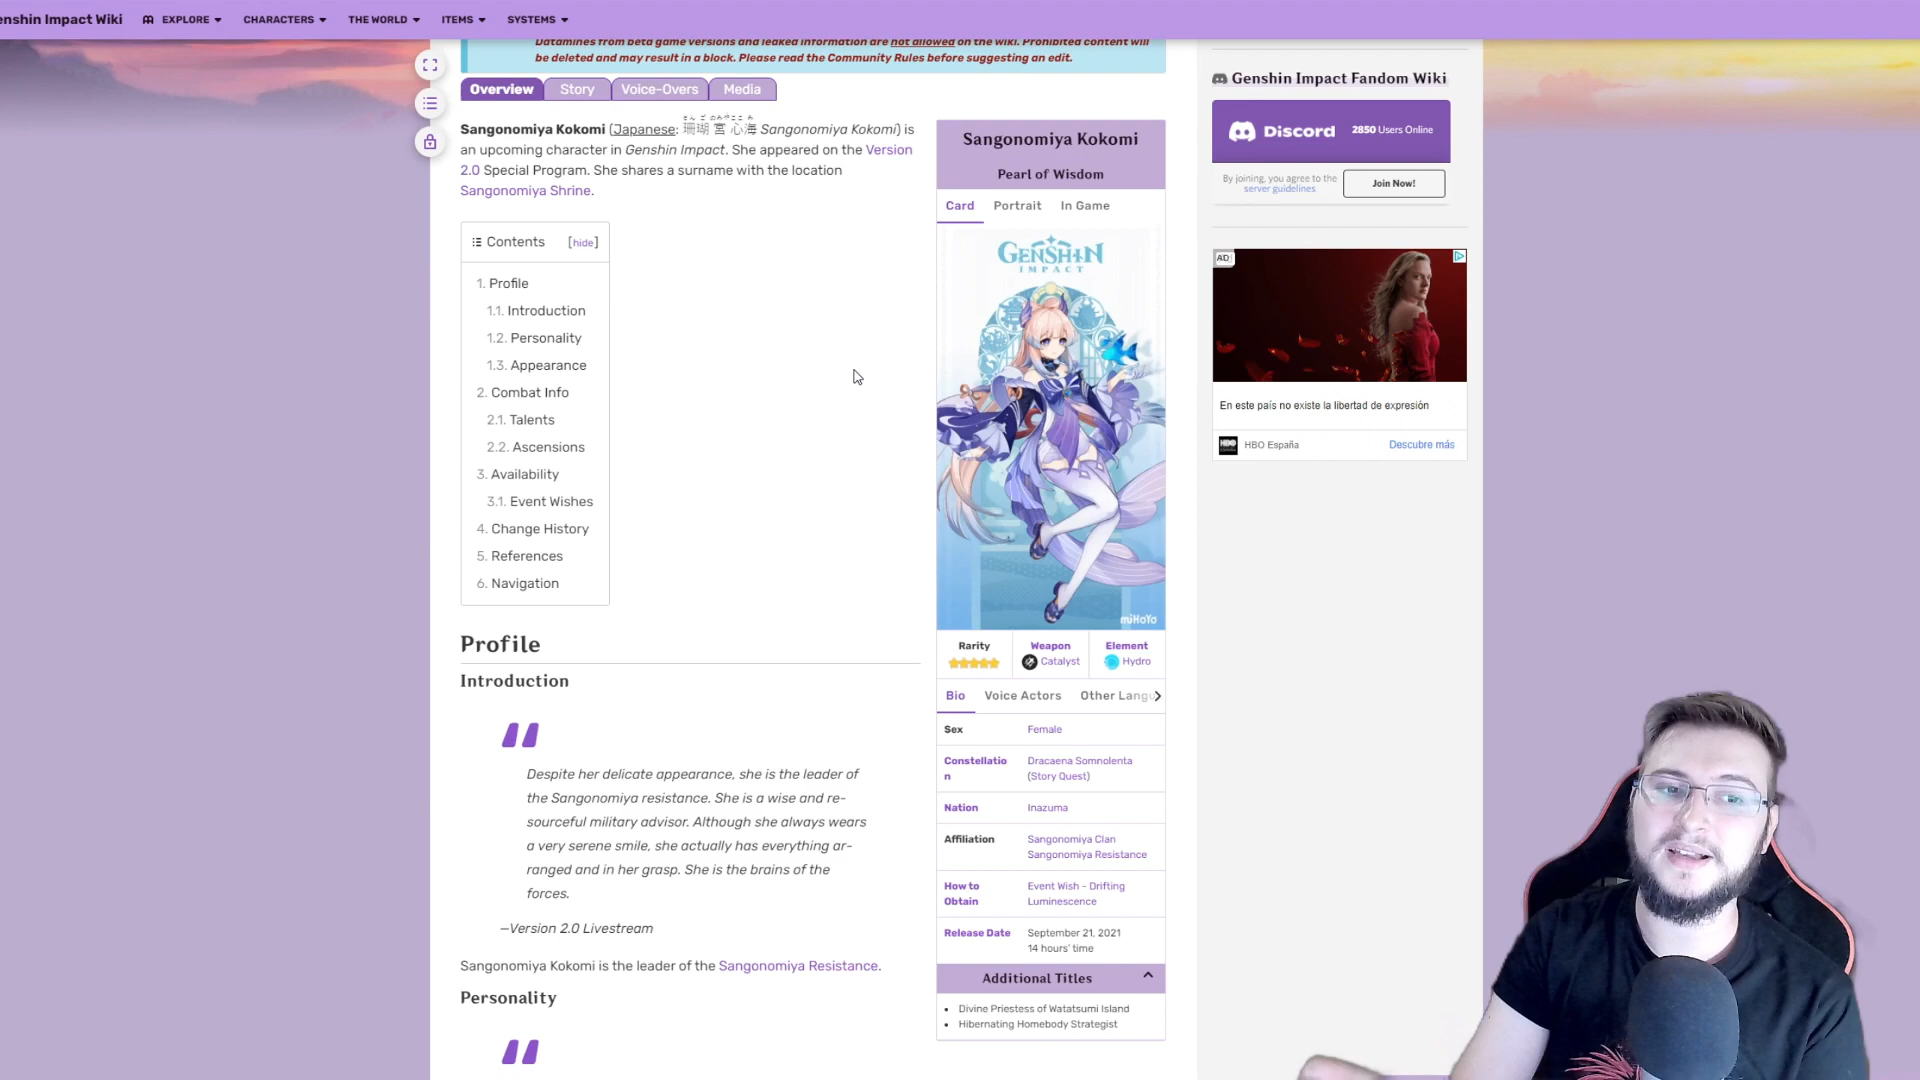 enshin Impact Wiki
EXPLORE
CHARACTERS
THE WORLD
ITEMS
SYSTEMS
Datamines from beta game versions and leaked information are not allowed on the wiki. Prohibited content will
be deleted and may result in a block. Please read the Community Rules before suggesting an edit.
Overview
Story
Voice-Overs
Media
Sangonomiya Kokomi (Japanese: 珊瑚宮心海 Sangonomiya Kokomi) is
an upcoming character in Genshin Impact. She appeared on the Version
2.0 Special Program. She shares a surname with the location
Sangonomiya Shrine.
Contents [hide]
1. Profile
1.1. Introduction
1.2. Personality
1.3. Appearance
2. Combat Info
2.1. Talents
2.2. Ascensions
3. Availability
3.1. Event Wishes
4. Change History
5. References
6. Navigation
Profile
Introduction
Despite her delicate appearance, she is the leader of
the Sangonomiya resistance. She is a wise and re-
sourceful military advisor. Although she always wears
a very serene smile, she actually has everything ar-
ranged and in her grasp. She is the brains of the
forces.
—Version 2.0 Livestream
Sangonomiya Kokomi is the leader of the Sangonomiya Resistance.
Personality
Sangonomiya Kokomi
Pearl of Wisdom
Card
Portrait
In Game
GENSHIN
IMPACT
miHoYo
Rarity
Weapon
Catalyst
Element
Hydro
Bio
Voice Actors
Other Langu
Sex
Female
Constellatio
n
Dracaena Somnolenta
(Story Quest)
Nation
Inazuma
Affiliation
Sangonomiya Clan
Sangonomiya Resistance
How to
Obtain
Event Wish - Drifting
Luminescence
Release Date
September 21, 2021
14 hours' time
Additional Titles
• Divine Priestess of Watatsumi Island
• Hibernating Homebody Strategist
Genshin Impact Fandom Wiki
Discord
2850 Users Online
By joining, you agree to the
server guidelines
Join Now!
AD
En este país no existe la libertad de expresión
HBO
HBO España
Descubre más